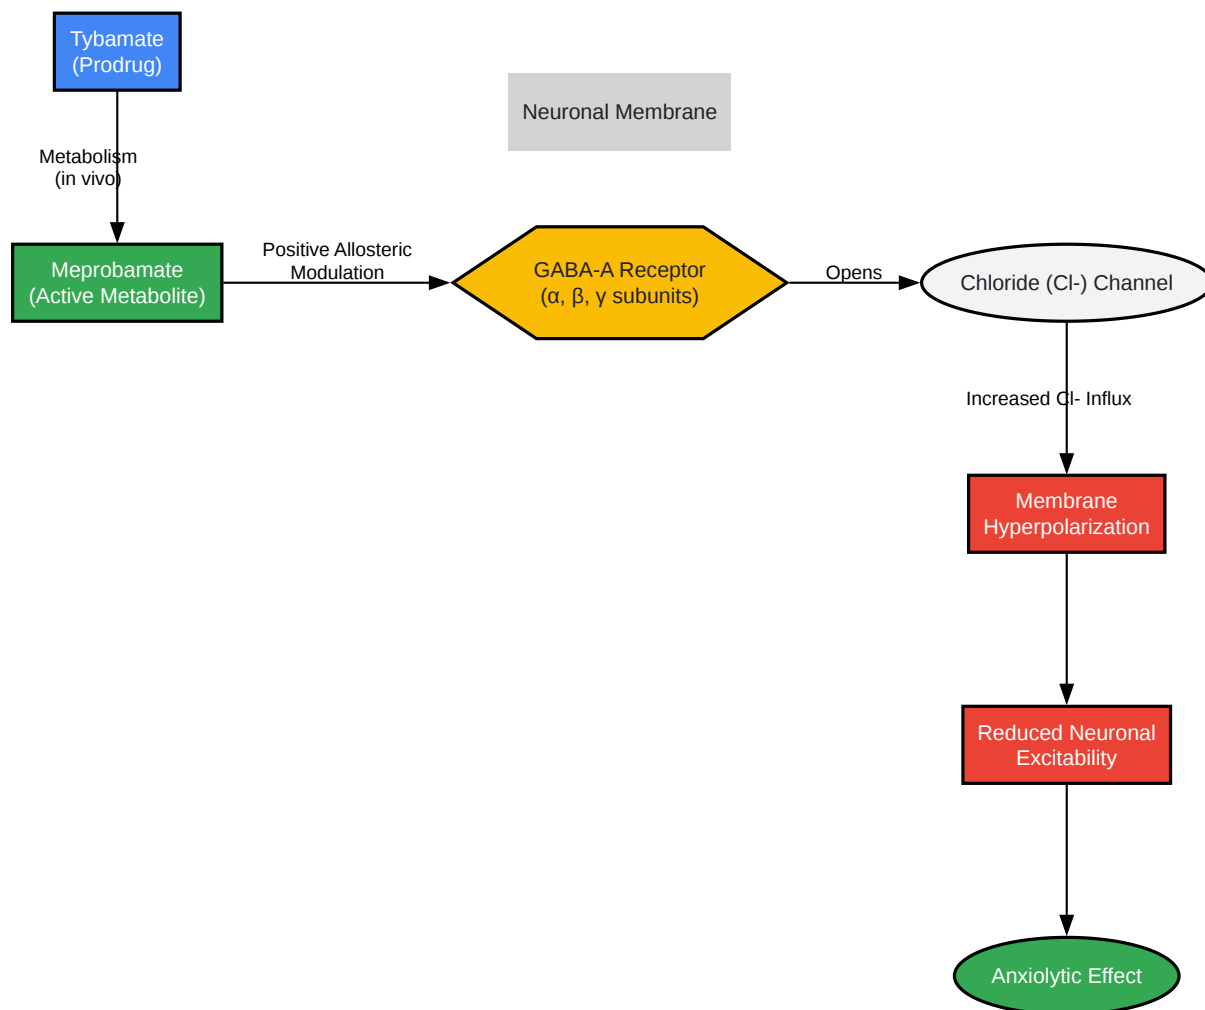 Tybamate
(Prodrug)
Neuronal Membrane
Metabolism
(in vivo)
Meprobamate
(Active Metabolite)
Positive Allosteric
Modulation
GABA-A Receptor
(α, β, γ subunits)
Opens
Chloride (Cl-) Channel
Increased Cl- Influx
Membrane
Hyperpolarization
Reduced Neuronal
Excitability
Anxiolytic Effect